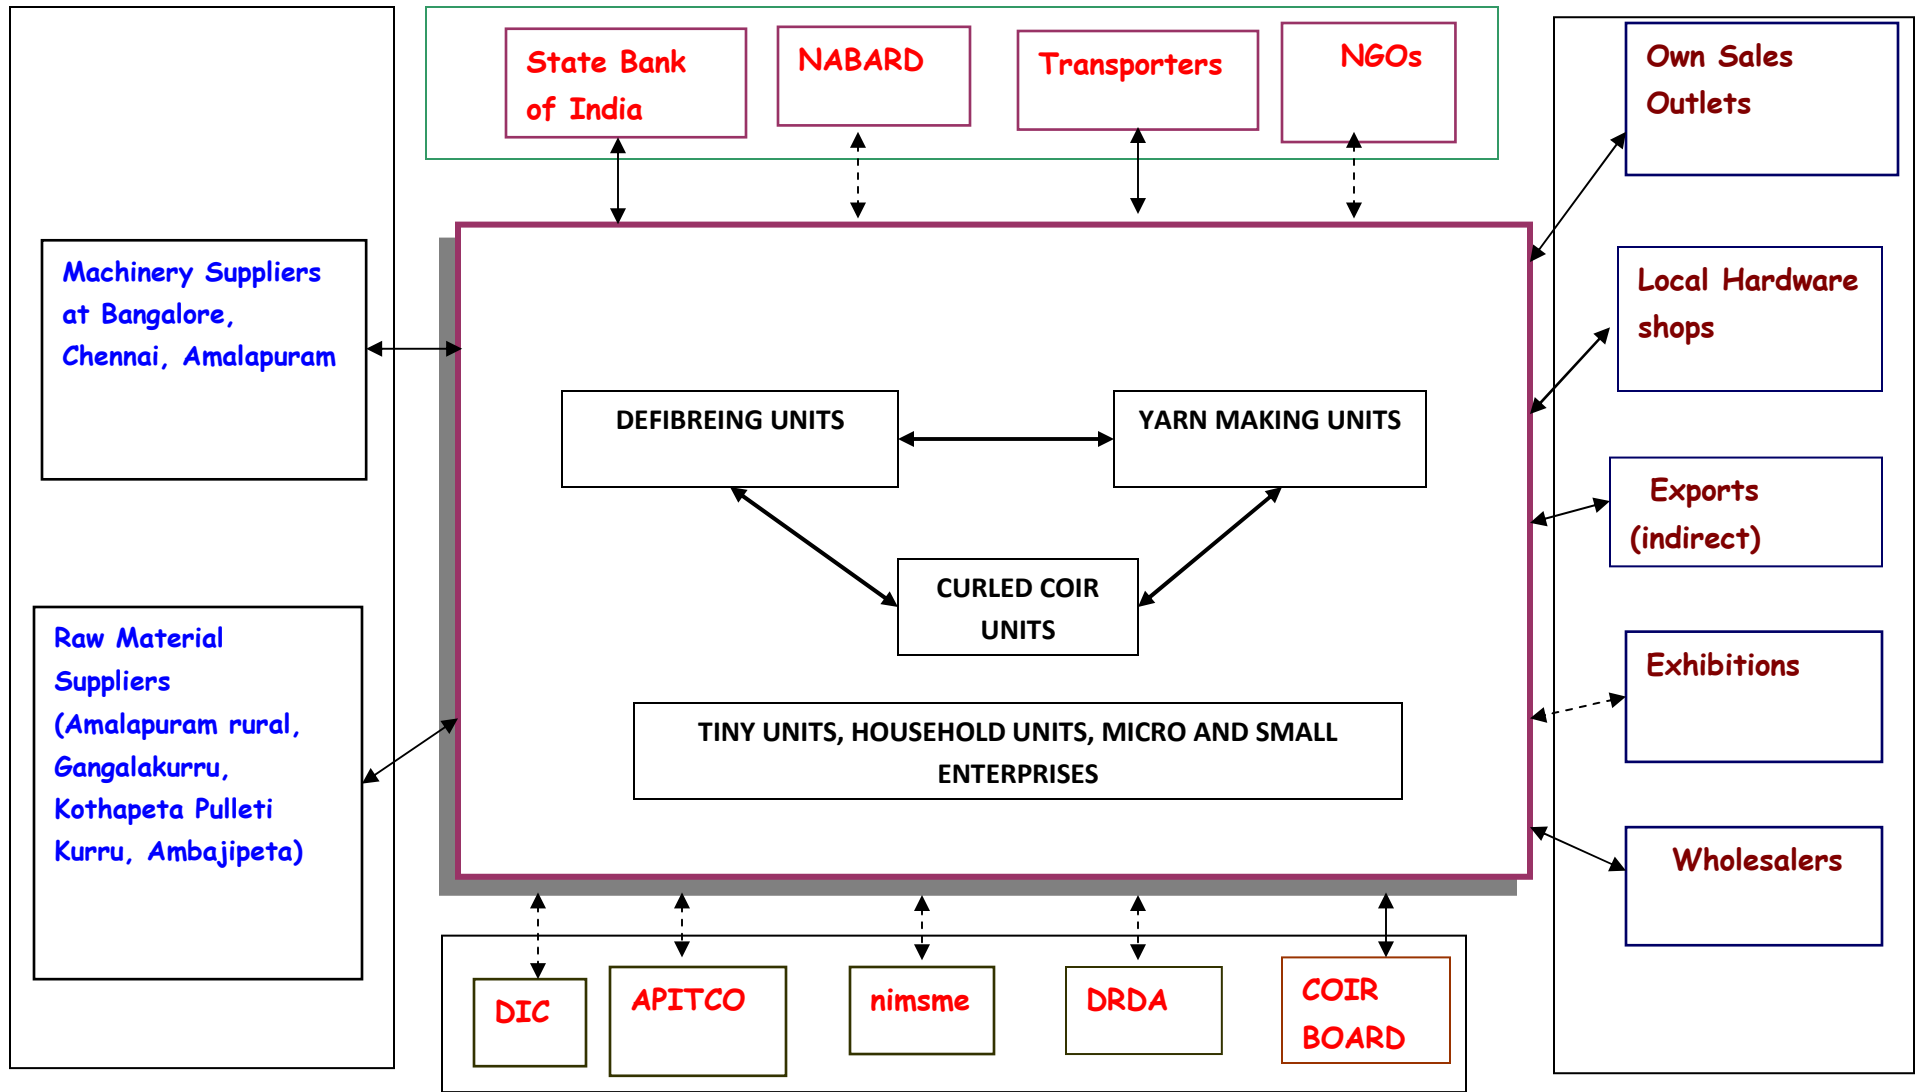 State Bank
of India
NABARD
Transporters
NGOs
Own Sales
Outlets
Machinery Suppliers
at Bangalore,
Chennai, Amalapuram
Local Hardware
shops
DEFIBREING UNITS
YARN MAKING UNITS
Exports
(indirect)
CURLED COIR
UNITS
Raw Material
Suppliers
(Amalapuram rural,
Gangalakurru,
Kothapeta Pulleti
Kurru, Ambajipeta)
Exhibitions
TINY UNITS, HOUSEHOLD UNITS, MICRO AND SMALL
ENTERPRISES
Wholesalers
DIC
APITCO
nimsme
DRDA
COIR
BOARD